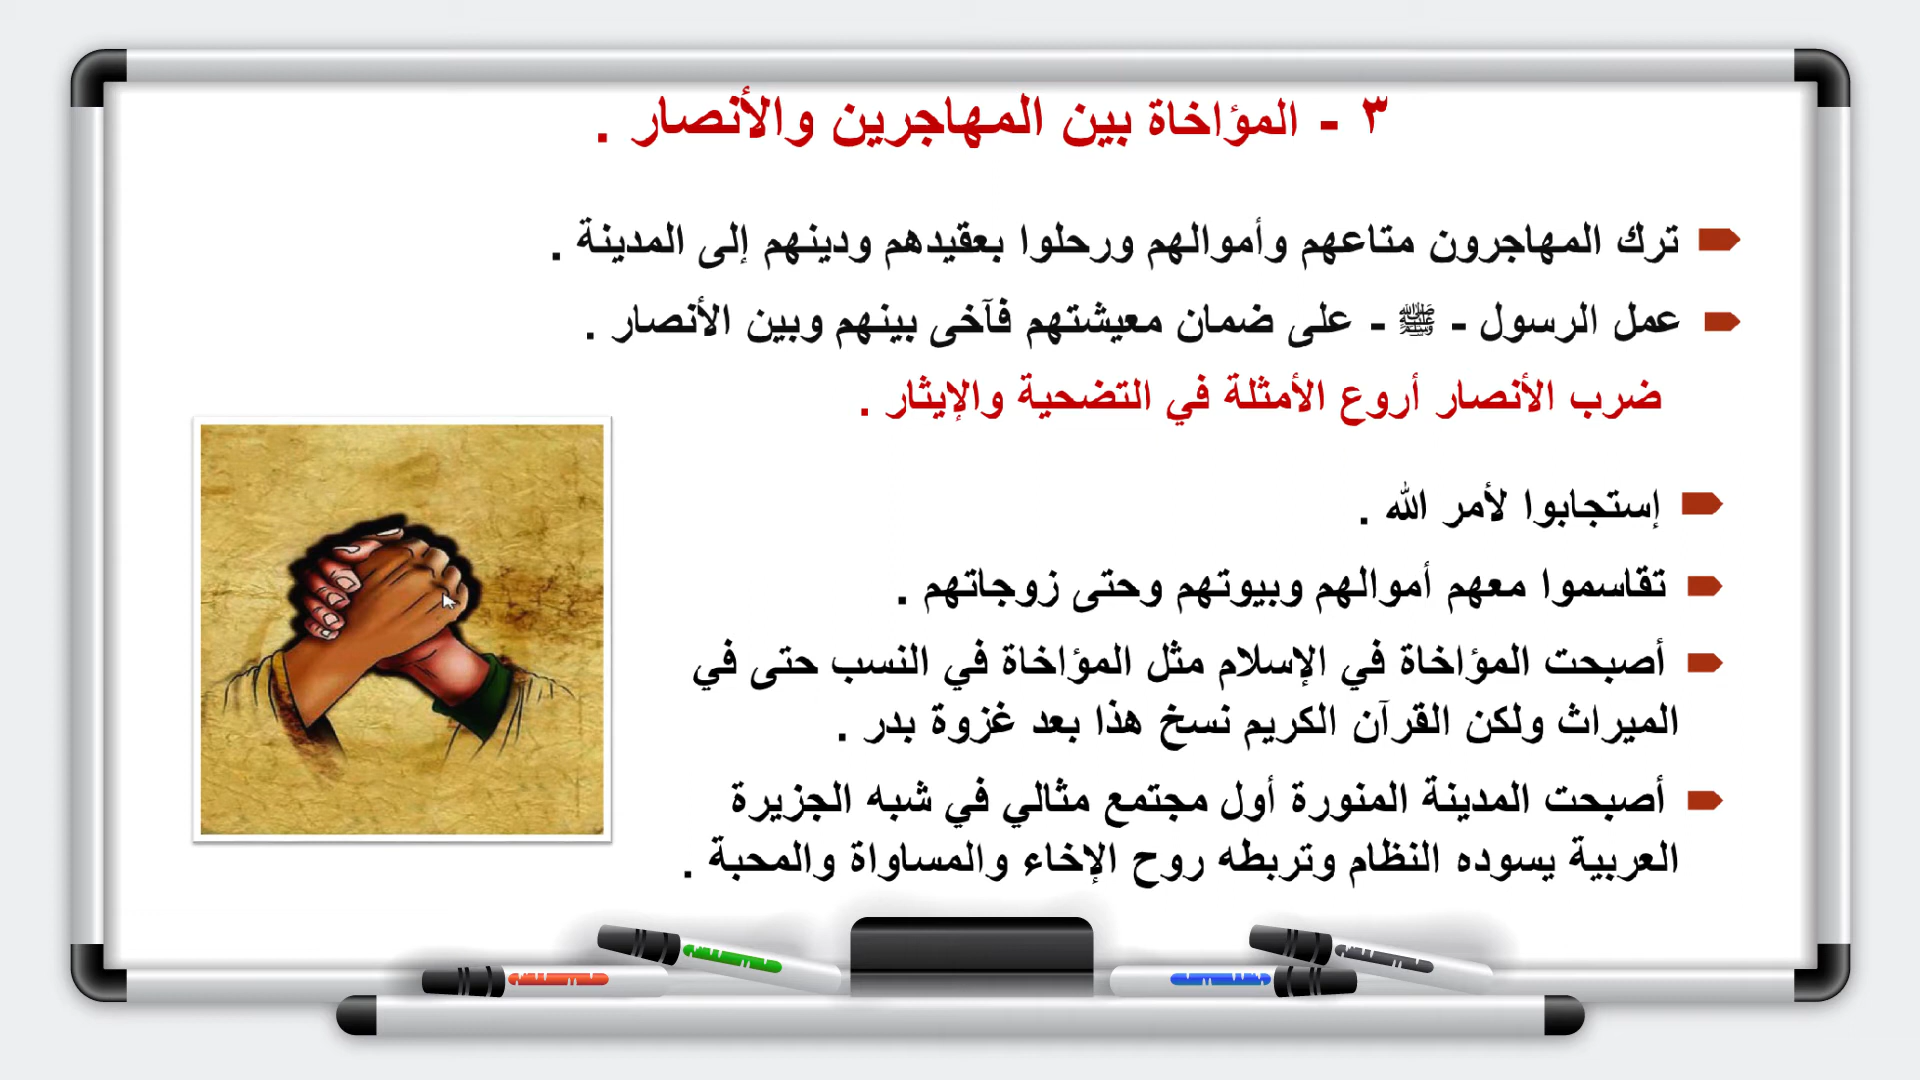 ٣ - المؤاخاة بين المهاجرين والأنصار .
ترك المهاجرون متاعهم وأموالهم ورحلوا بعقيدهم ودينهم إلى المدينة .
عمل الرسول - ﷺ - على ضمان معيشتهم فآخى بينهم وبين الأنصار .
ضرب الأنصار أروع الأمثلة في التضحية والإيثار .
إستجابوا لأمر الله .
تقاسموا معهم أموالهم وبيوتهم وحتى زوجاتهم .
أصبحت المؤاخاة في الإسلام مثل المؤاخاة في النسب حتى في
الميراث ولكن القرآن الكريم نسخ هذا بعد غزوة بدر .
أصبحت المدينة المنورة أول مجتمع مثالي في شبه الجزيرة
العربية يسوده النظام وتربطه روح الإخاء والمساواة والمحبة .